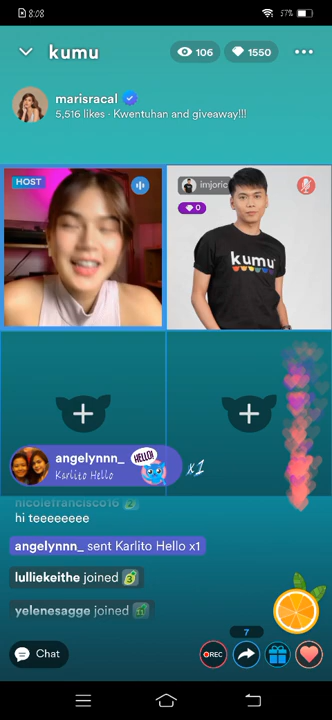 8:08
57%
kumu
106
1550
marisracal
5,516 likes · Kwentuhan and giveaway!!!
HOST
imjoric
0
kumu
angelynnn_
HELLO!
Karlito Hello
x1
nicolefrancisco16
hi teeeeeeee
angelynnn_ sent Karlito Hello x1
lulliekeithe joined
yelenesagge joined
7
Chat
REC